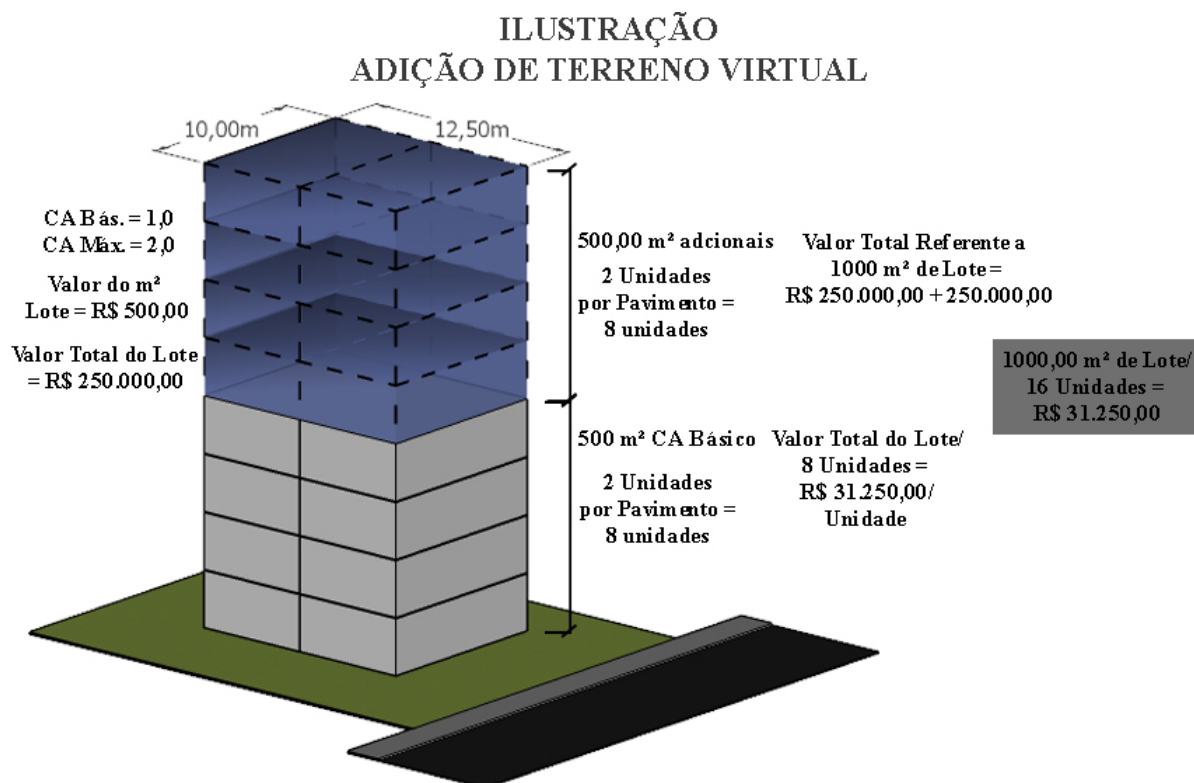 ILUSTRAÇÃO
ADIÇÃO DE TERRENO VIRTUAL
10,00m
12,50m
CA Bás. = 1,0
CA Máx. = 2,0
Valor do m²
Lote = R$ 500,00
Valor Total do Lote
= R$ 250.000,00
500,00 m² adcionais
2 Unidades
por Pavimento =
8 unidades
Valor Total Referente a
1000 m² de Lote =
R$ 250.000,00 + 250.000,00
1000,00 m² de Lote/
16 Unidades =
R$ 31.250,00
500 m² CA Básico
2 Unidades
por Pavimento =
8 unidades
Valor Total do Lote/
8 Unidades =
R$ 31.250,00/
Unidade